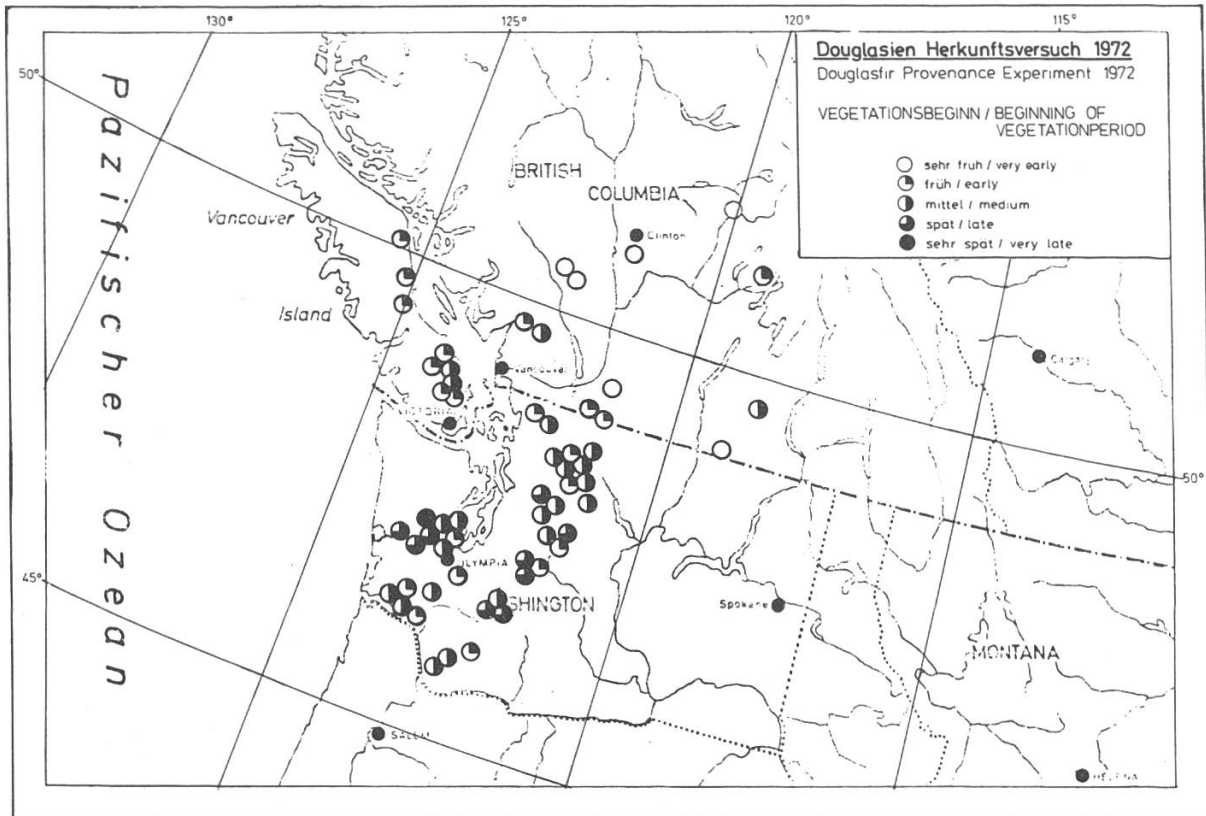 130°
125°
120°
115°
50°
Douglasien Herkunftsversuch 1972
Douglasfir Provenance Experiment 1972
VEGETATIONSBEGINN / BEGINNING OF
VEGETATIONPERIOD
sehr fruh / very early
früh / early
mittel / medium
spät / late
sehr spät / very late
Pazifischer Ozean
BRITISH
COLUMBIA
Vancouver
Island
Clinton
Vancouver
50°
45°
SHINGTON
Spokane
MONTANA
SALEM
HELENA